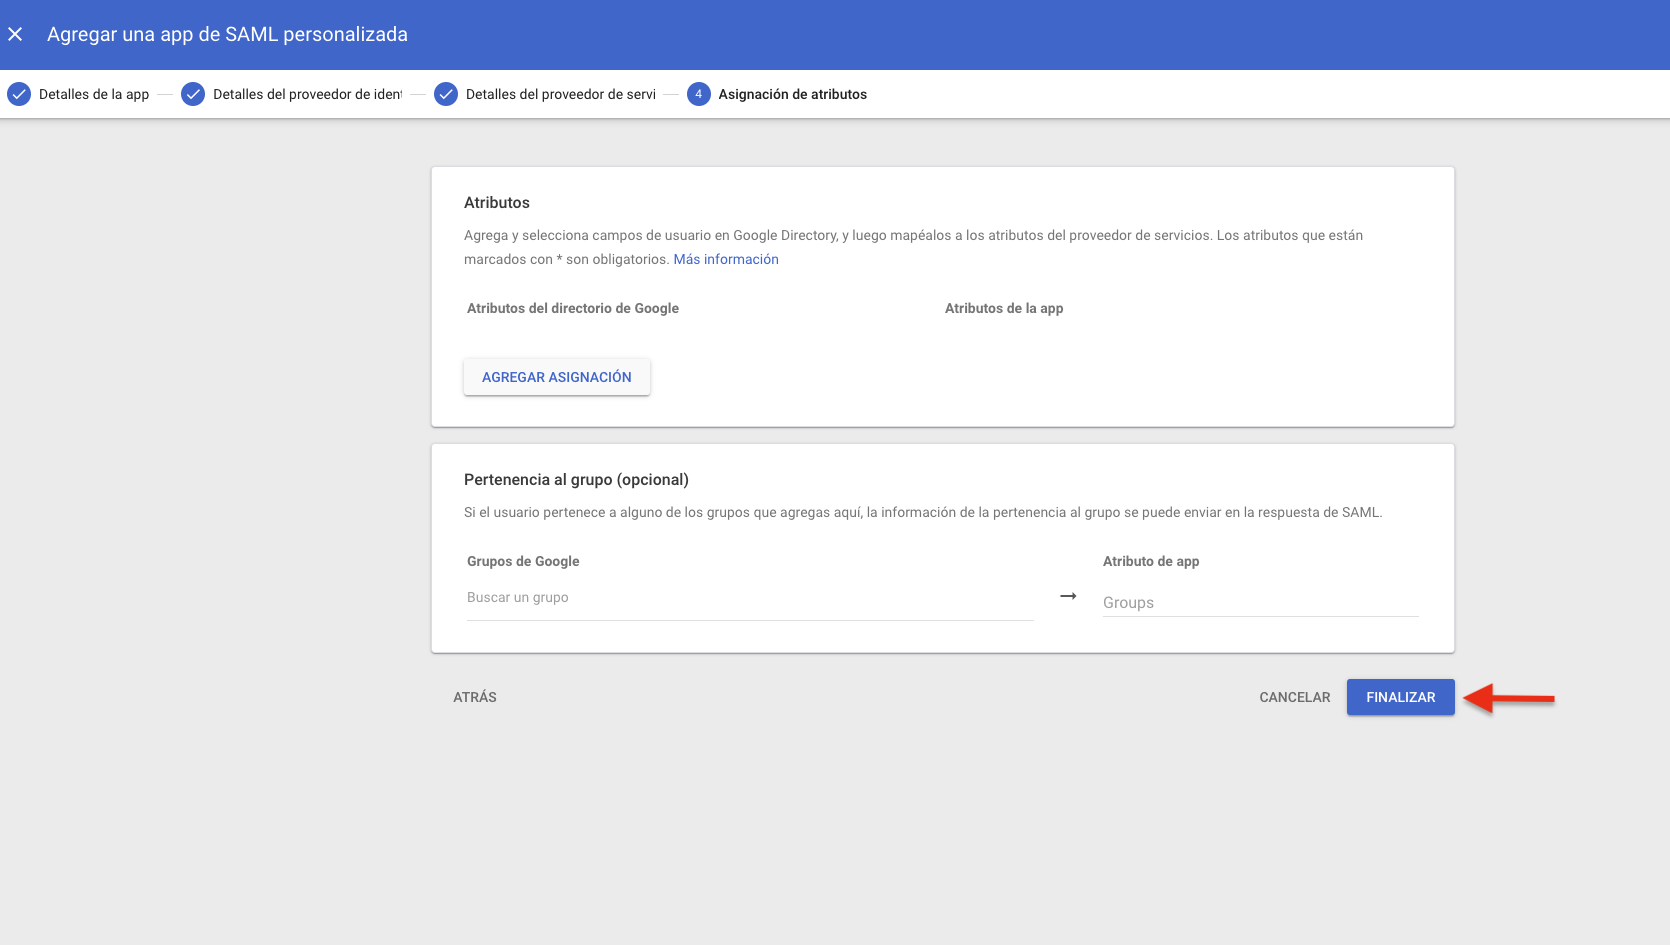 Agregar una app de SAML personalizada
Detalles de la app
Detalles del proveedor de iden
Detalles del proveedor de servi
4 Asignación de atributos
Atributos
Agrega y selecciona campos de usuario en Google Directory, y luego mapéalos a los atributos del proveedor de servicios. Los atributos que están
marcados con * son obligatorios. Más información
Atributos del directorio de Google
Atributos de la app
AGREGAR ASIGNACIÓN
Pertenencia al grupo (opcional)
Si el usuario pertenece a alguno de los grupos que agregas aquí, la información de la pertenencia al grupo se puede enviar en la respuesta de SAML.
Grupos de Google
Atributo de app
Buscar un grupo
Groups
ATRÁS
CANCELAR
FINALIZAR